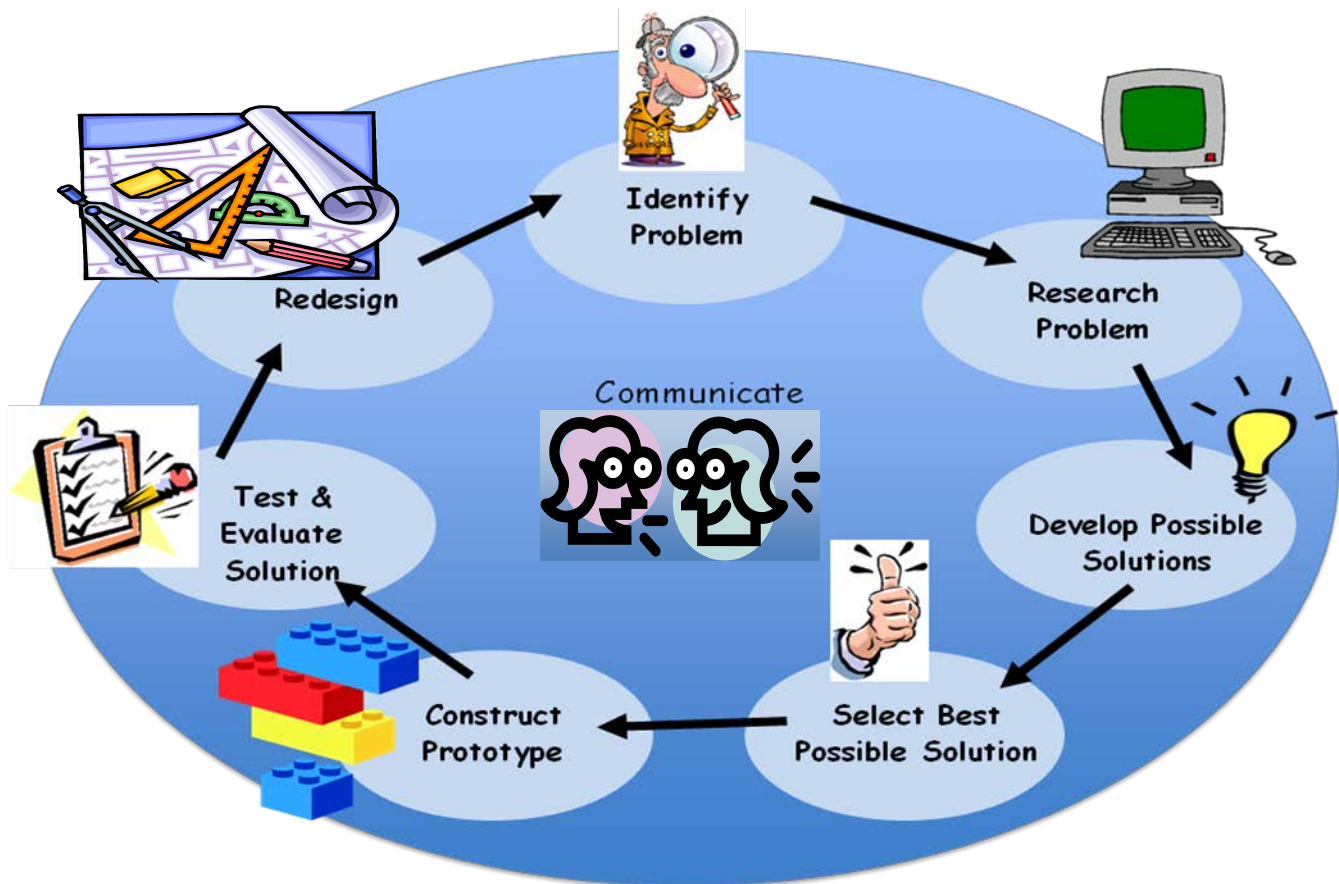 Identify
Problem
Research
Problem
Develop Possible
Solutions
Select Best
Possible Solution
Construct
Prototype
Test &
Evaluate
Solution
Redesign
Communicate